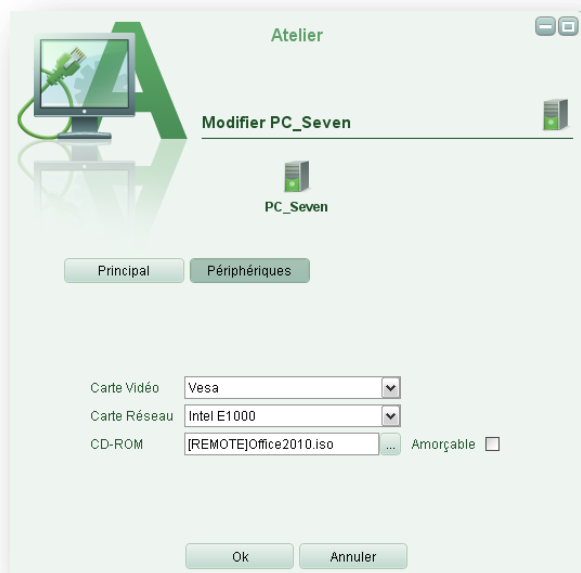 Atelier
Modifier PC_Seven
PC_Seven
Principal Périphériques
Carte Vidéo Vesa
Carte Réseau Intel E1000
CD-ROM [REMOTE]Office2010.iso ... Amorçable
Ok Annuler